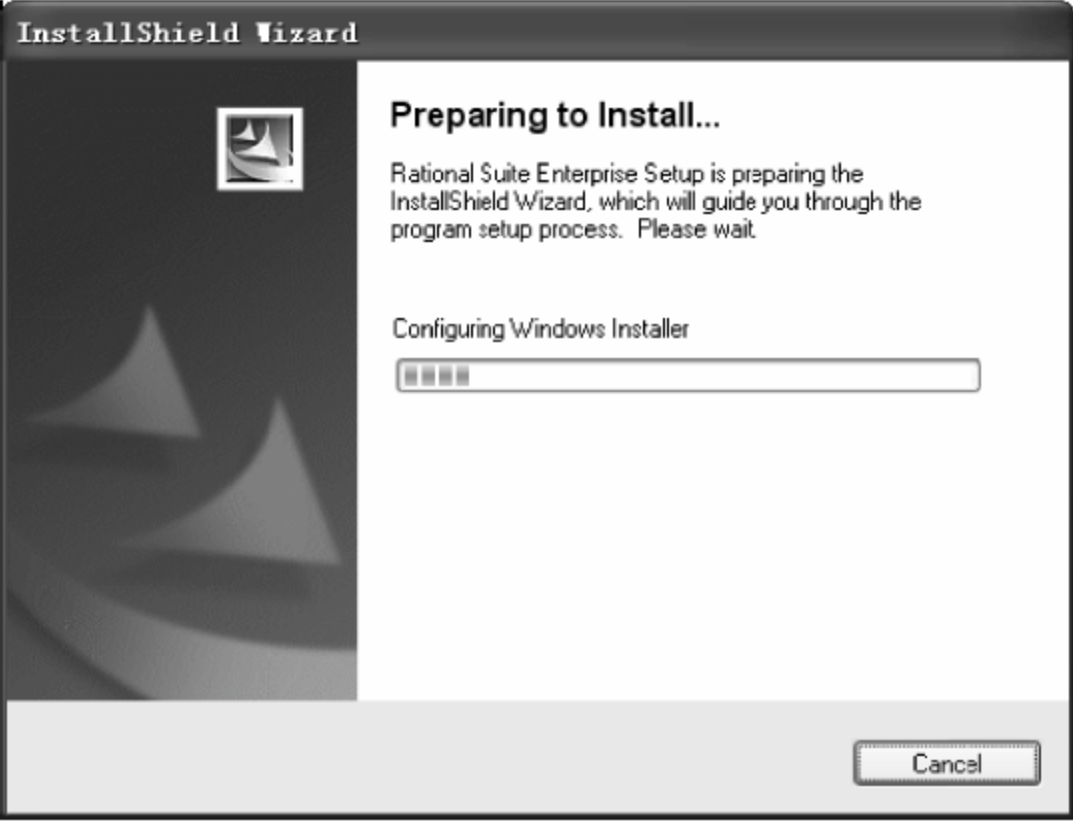 InstallShield Wizard
Preparing to Install...
Rational Suite Enterprise Setup is preparing the
InstallShield Wizard, which will guide you through the
program setup process.  Please wait.
Configuring Windows Installer
Cancel